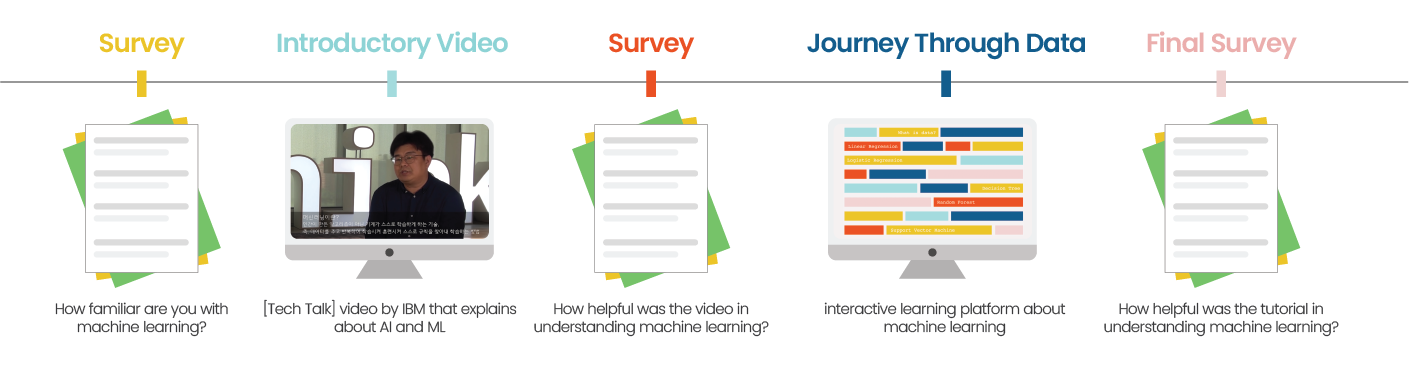 Survey
Introductory Video
Survey
Journey Through Data
Final Survey
think
What is data?
Linear Regression
Logistic Regression
Decision Tree
Random Forest
Support Vector Machine
How familiar are you with
machine learning?
[Tech Talk] video by IBM that explains
about AI and ML
How helpful was the video in
understanding machine learning?
interactive learning platform about
machine learning
How helpful was the tutorial in
understanding machine learning?